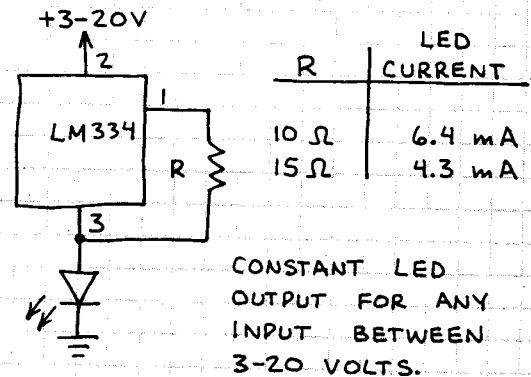 +3-20V
2
1
LM334
R
3
R LED CURRENT
10 Ω 6.4 mA
15 Ω 4.3 mA
CONSTANT LED
OUTPUT FOR ANY
INPUT BETWEEN
3-20 VOLTS.